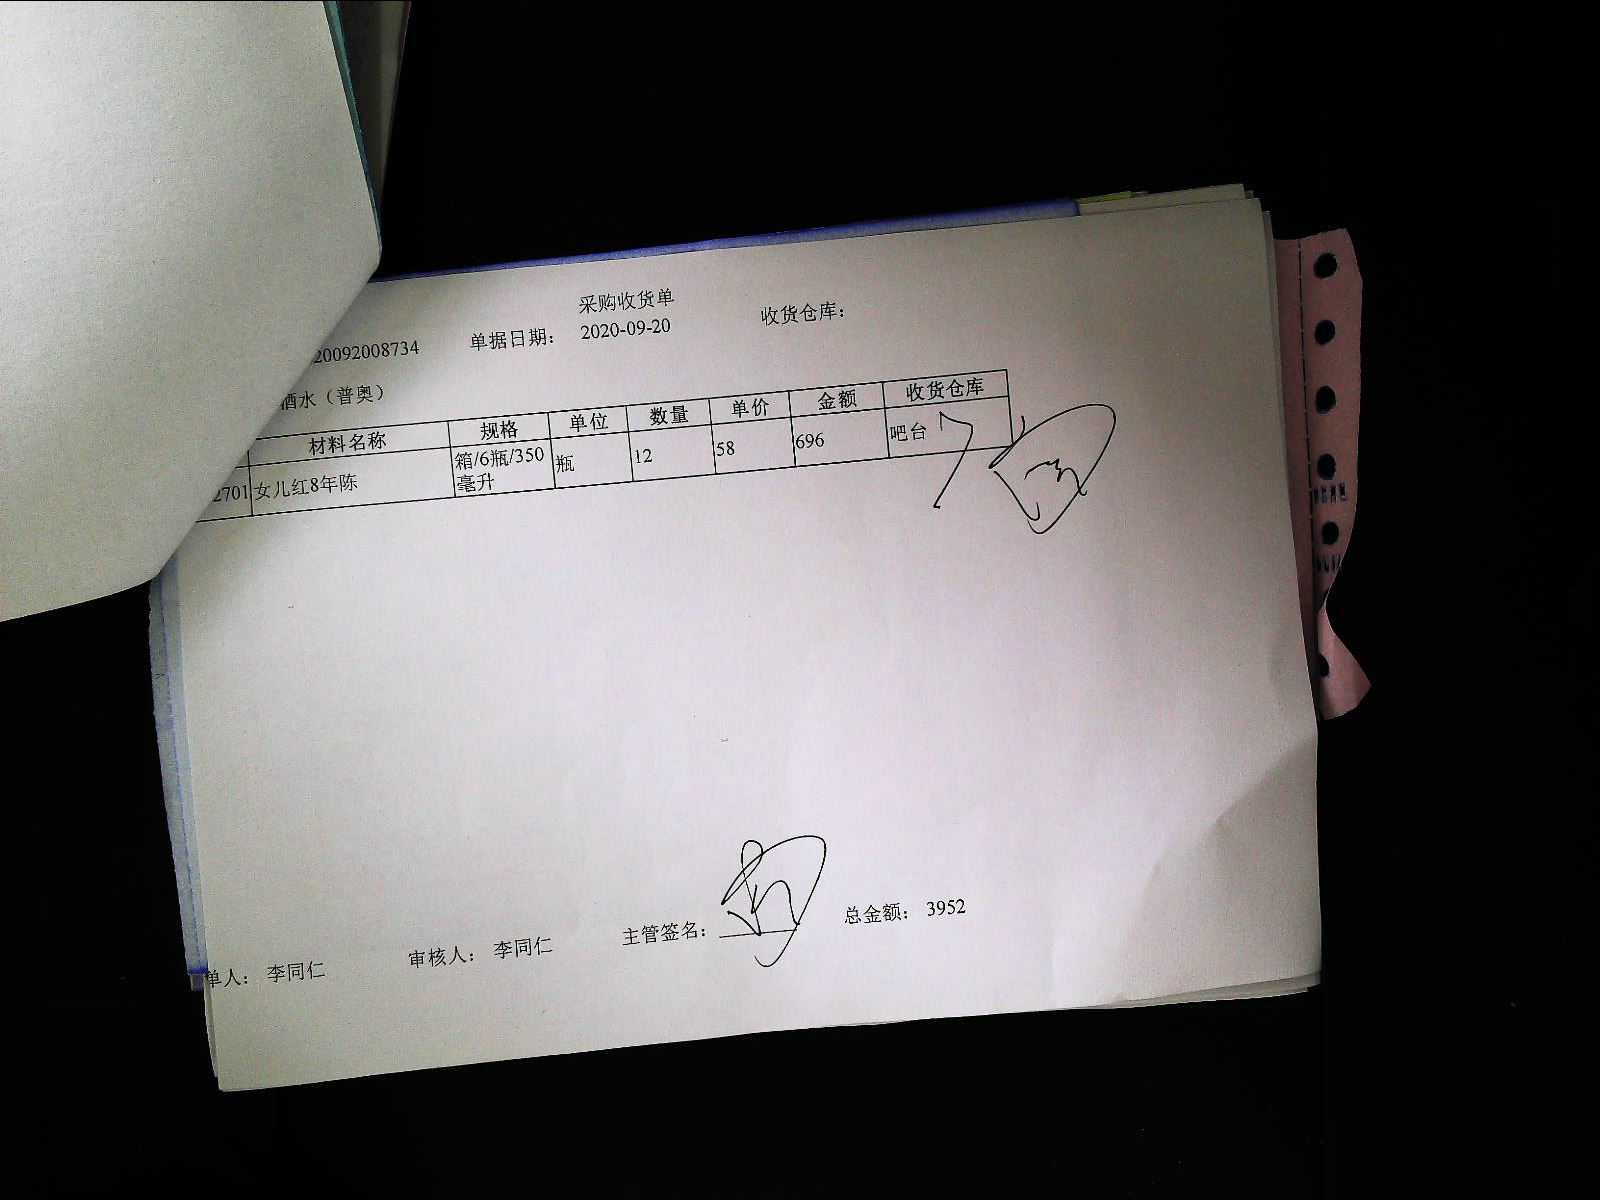 采购收货单
20092008734 单据日期： 2020-09-20 收货仓库：
酒水（普奥）
材料名称 规格 单位 数量 单价 金额 收货仓库
2701 女儿红8年陈 箱/6瓶/350毫升 瓶 12 58 696 吧台
单人： 李同仁 审核人： 李同仁 主管签名： 总金额： 3952